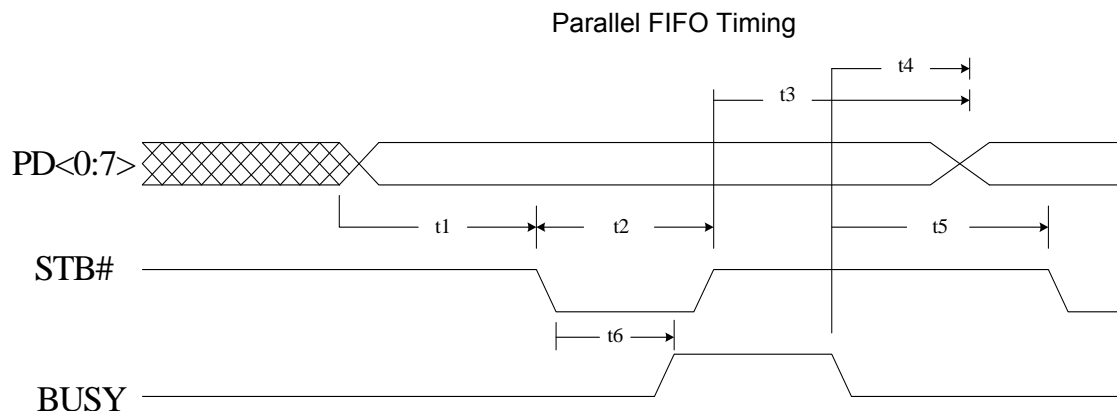 Parallel FIFO Timing
t4
t3
PD<0:7>
t1
t2
t5
STB#
t6
BUSY